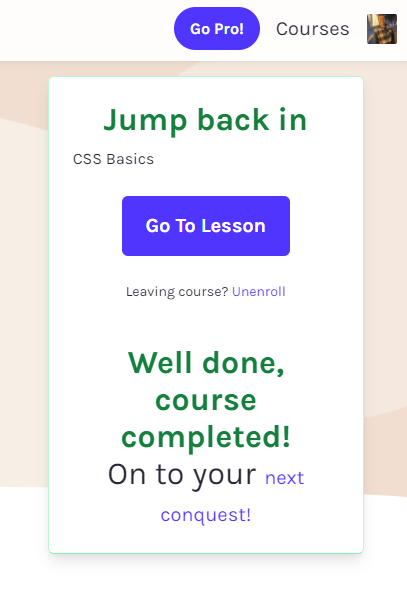 Go Pro! Courses
Jump back in
CSS Basics
Go To Lesson
Leaving course? Unenroll
Well done,
course
completed!
On to your next
conquest!